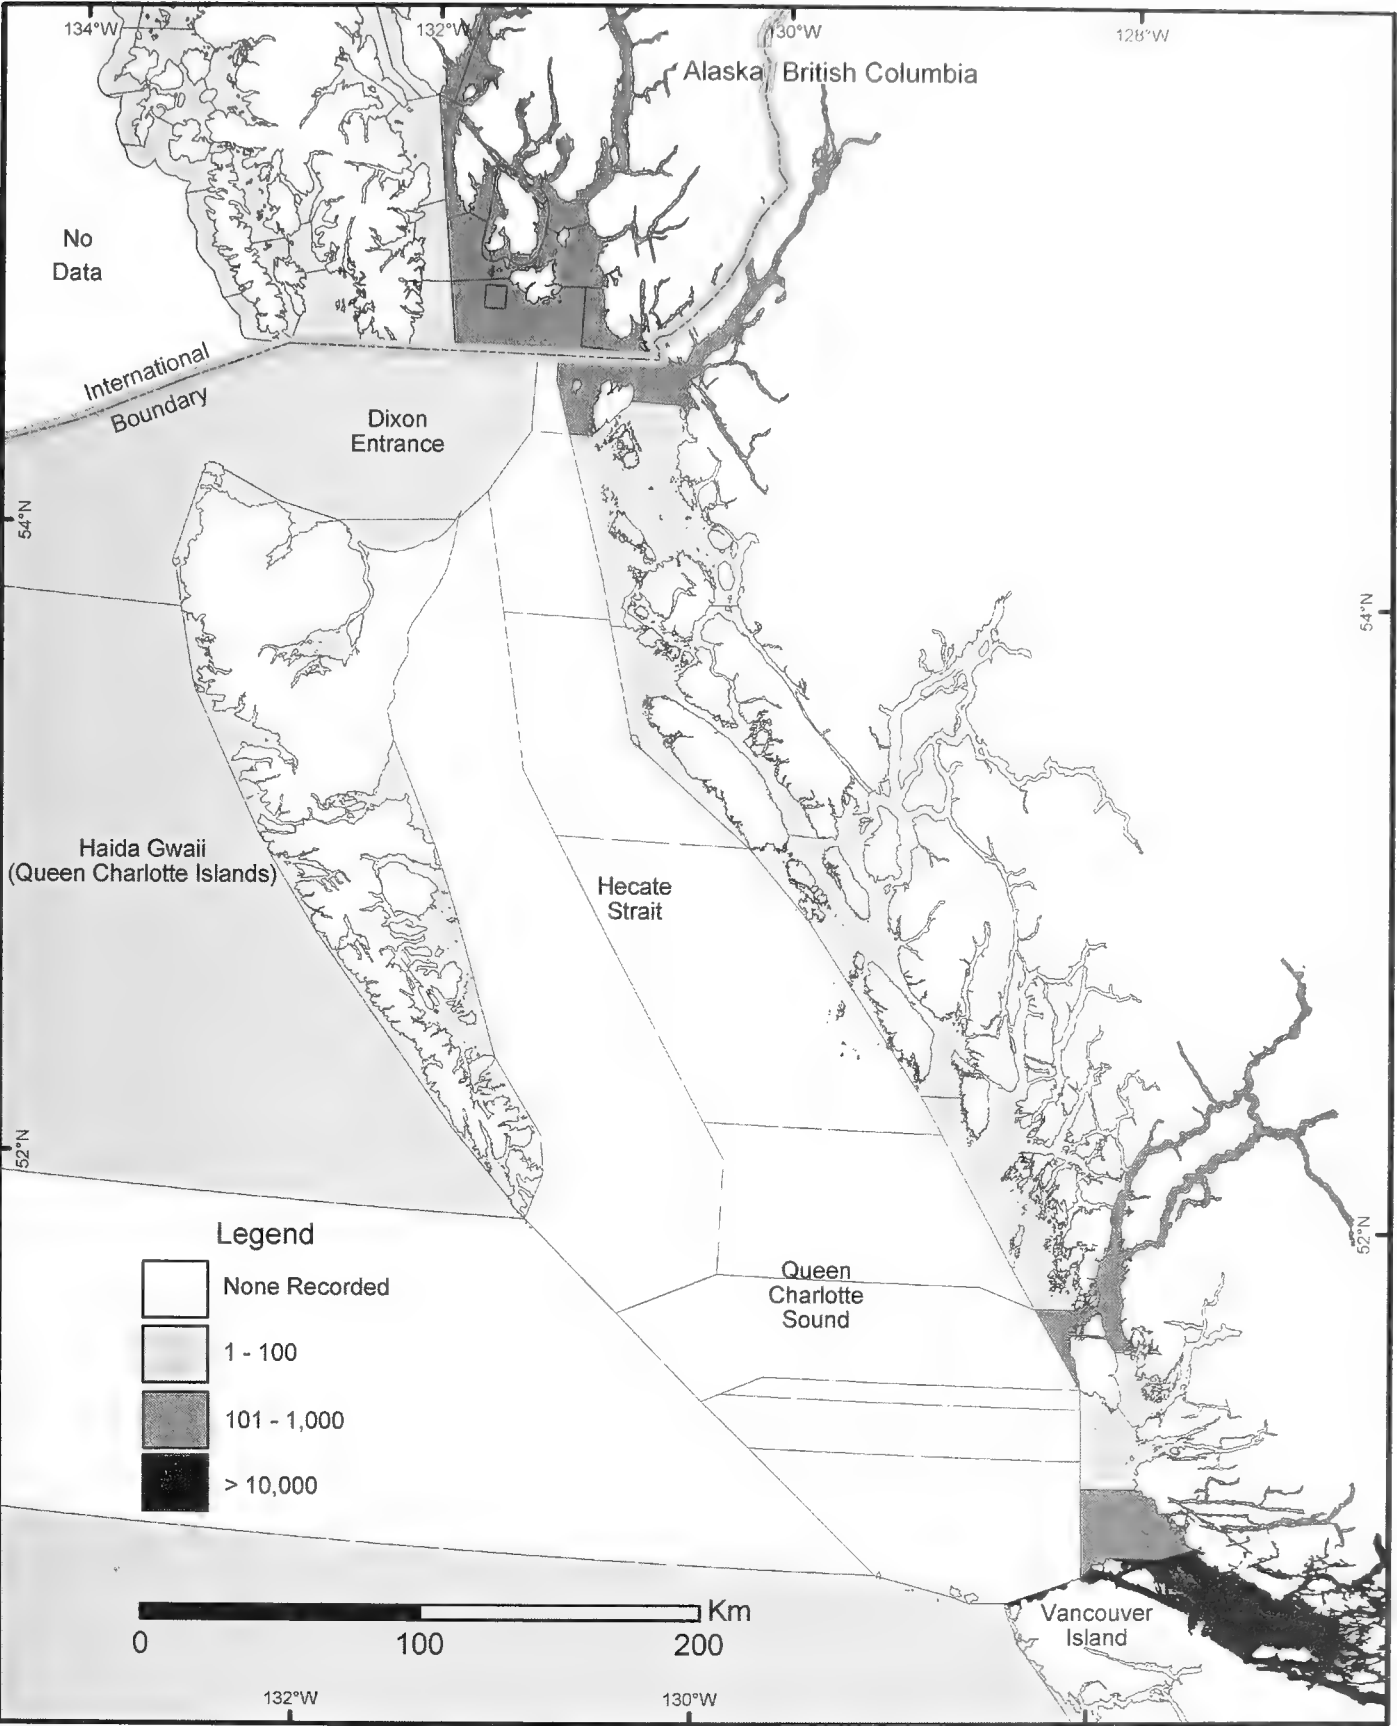 134°W
132°W
130°W
128°W
Alaska
British Columbia
No
Data
International
Boundary
Dixon
Entrance
54°N
54°N
Haida Gwaii
(Queen Charlotte Islands)
Hecate
Strait
52°N
52°N
Legend
None Recorded
1 - 100
101 - 1,000
> 10,000
Queen
Charlotte
Sound
Km
0
100
200
Vancouver
Island
132°W
130°W